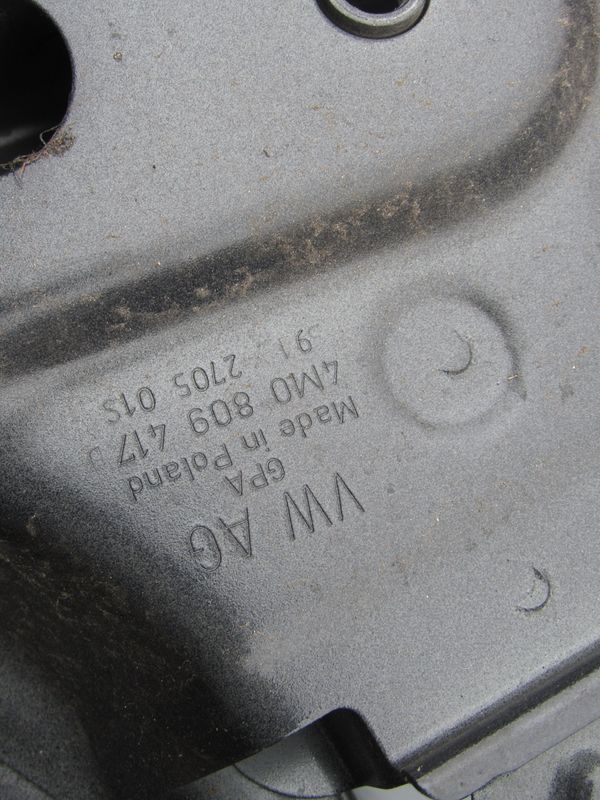 VW AG
GPA
Made in Poland
4M0 809 417
91 2705 01S